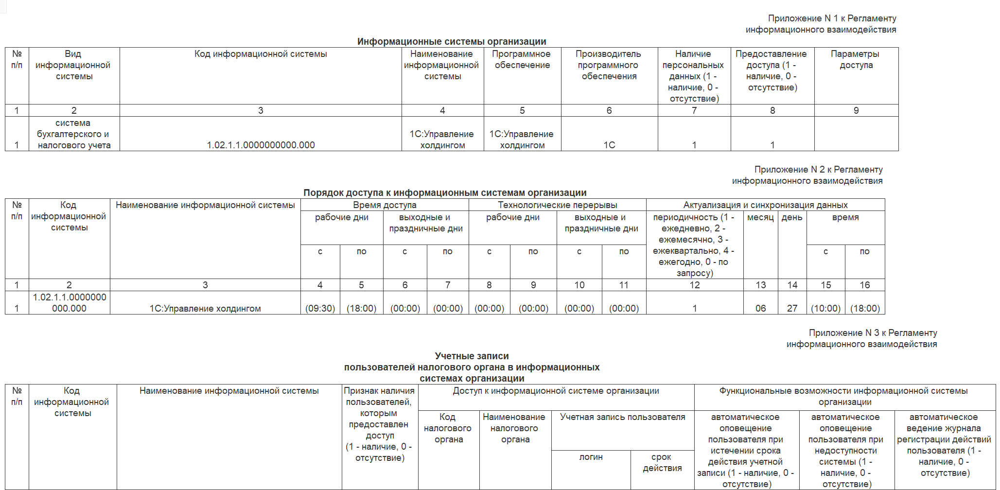 Приложение N 1 к Регламенту
информационного взаимодействия
Информационные системы организации
№
п/п
Вид
информационной
системы
Код информационной системы
Наименование
информационной
системы
Программное
обеспечение
Производитель
программного
обеспечения
Наличие
персональных
данных (1 -
наличие, 0 -
отсутствие)
Предоставление
доступа (1 -
наличие, 0 -
отсутствие)
Параметры
доступа
1 2 3 4 5 6 7 8 9
1
система
бухгалтерского и
налогового учета
1.02.1.1.0000000000.000
1С:Управление
холдингом
1С:Управление
холдингом
1С
1
1
Приложение N 2 к Регламенту
информационного взаимодействия
Порядок доступа к информационным системам организации
№
п/п
Код
информационной
системы
Наименование информационной системы
Время доступа
рабочие дни
выходные и
праздничные дни
с по с по
Технологические перерывы
рабочие дни
выходные и
праздничные дни
с по с по
Актуализация и синхронизация данных
периодичность (1 -
ежедневно, 2 -
ежемесячно, 3 -
ежеквартально, 4 -
ежегодно, 0 - по
запросу)
месяц
день
время
с по
1 2 3 4 5 6 7 8 9 10 11 12 13 14 15 16
1
1.02.1.1.0000000
000.000
1С:Управление холдингом
(09:30) (18:00) (00:00) (00:00) (00:00) (00:00) (00:00) (00:00) 1 06 27 (10:00) (18:00)
Приложение N 3 к Регламенту
информационного взаимодействия
Учетные записи
пользователей налогового органа в информационных
системах организации
№
п/п
Код
информационной
системы
Наименование информационной системы
Признак наличия
пользователей,
которым
предоставлен
доступ
(1 - наличие, 0 -
отсутствие)
Доступ к информационной системе организации
Код
налогового
органа
Наименование
налогового
органа
Учетная запись пользователя
логин
срок
действия
Функциональные возможности информационной системы
организации
автоматическое
оповещение
пользователя при
истечении срока
действия учетной
записи (1 - наличие, 0 -
отсутствие)
автоматическое
оповещение
пользователя при
недоступности
системы (1 -
наличие, 0 -
отсутствие)
автоматическое
ведение журнала
регистрации действий
пользователя (1 -
наличие, 0 -
отсутствие)